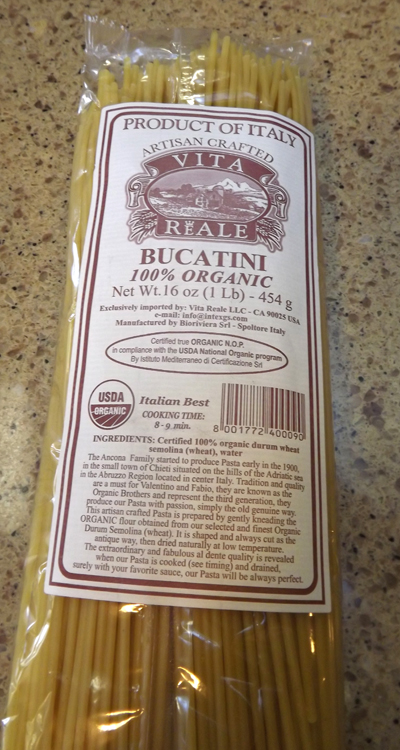 PRODUCT OF ITALY
ARTISAN CRAFTED
VITA
REALE
BUCATINI
100% ORGANIC
Net Wt.16 oz (1 Lb) - 454 g
Exclusively imported by: Vita Reale LLC - CA 90025 USA
e-mail: info@intexgs.com
Manufactured by Bioriviera Srl - Spoltore Italy
Certified true ORGANIC N.O.P.
in compliance with the USDA National Organic program
By Istituto Mediterraneo di Certificazione Srl
USDA
ORGANIC
Italian Best
COOKING TIME:
8 - 9 min.
8 001772 400090
INGREDIENTS: Certified 100% organic durum wheat
semolina (wheat), water
The Ancona Family started to produce Pasta early in the 1900,
in the small town of Chieti situated on the hills of the Adriatic sea
in the Abruzzo Region located in center Italy. Tradition and quality
are a must for Valentino and Fabio, they are known as the
Organic Brothers and represent the third generation, they
produce our Pasta with passion, simply the old genuine way.
This artisan crafted Pasta is prepared by gently kneading the
ORGANIC flour obtained from our selected and finest Organic
Durum Semolina (wheat). It is shaped and always cut as the
antique way, then dried naturally at low temperature.
The extraordinary and fabulous al dente quality is revealed
when our Pasta is cooked (see timing) and drained,
surely with your favorite sauce, our Pasta will be always perfect.